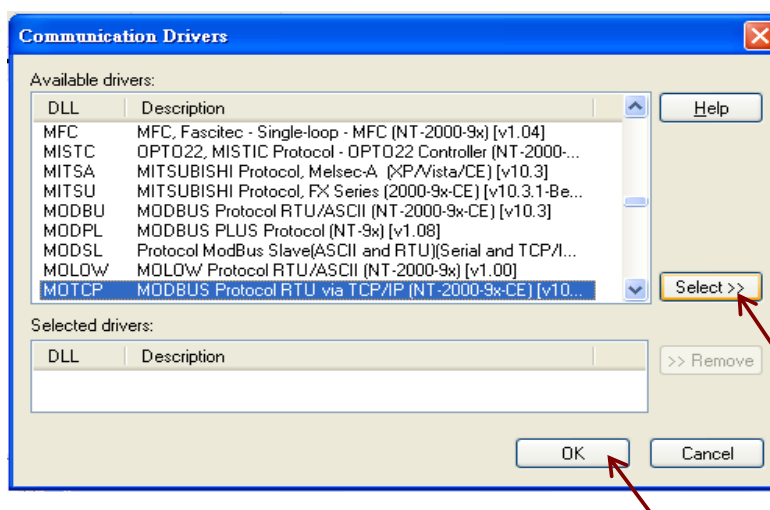 Communication Drivers
Available drivers:
DLL Description
Help
MFC MFC, Fascitec - Single-loop - MFC (NT-2000-9x) [v1.04]
MISTC OPTO22, MISTIC Protocol - OPTO22 Controller (NT-2000-...
MITSA MITSUBISHI Protocol, Melsec-A (XP/Vista/CE) [v10.3]
MITSU MITSUBISHI Protocol, FX Series (2000-9x-CE) [v10.3.1-Be...
MODBU MODBUS Protocol RTU/ASCII (NT-2000-9x-CE) [v10.3]
MODPL MODBUS PLUS Protocol (NT-9x) [v1.08]
MODSL Protocol ModBus Slave(ASCII and RTU)(Serial and TCP/I...
MOLOW MOLOW Protocol RTU/ASCII (NT-2000-9x) [v1.00]
MOTCP MODBUS Protocol RTU via TCP/IP (NT-2000-9x-CE) [v10...
Select >>
Selected drivers:
DLL Description
>> Remove
OK Cancel